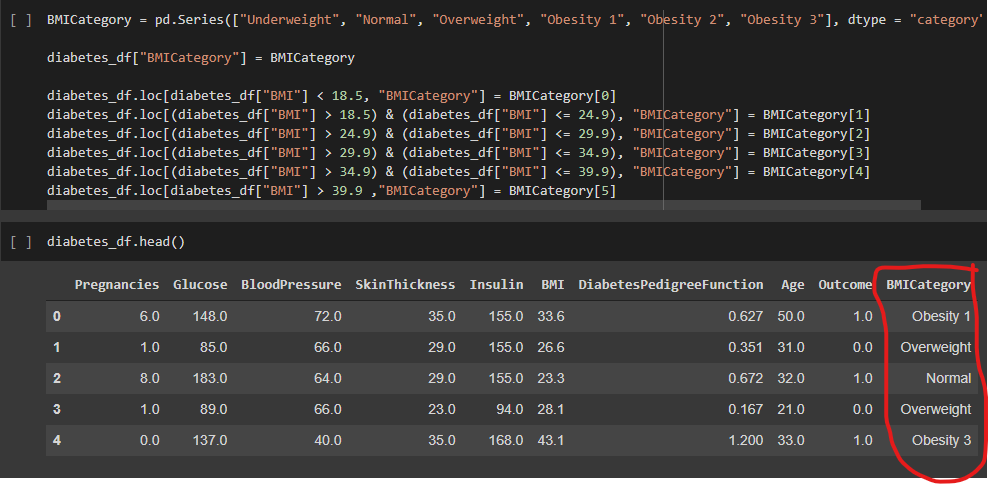 [ ] BMICategory = pd.Series(["Underweight", "Normal", "Overweight", "Obesity 1", "Obesity 2", "Obesity 3"], dtype = "category"
diabetes_df["BMICategory"] = BMICategory
diabetes_df.loc[diabetes_df["BMI"] < 18.5, "BMICategory"] = BMICategory[0]
diabetes_df.loc[(diabetes_df["BMI"] > 18.5) & (diabetes_df["BMI"] <= 24.9), "BMICategory"] = BMICategory[1]
diabetes_df.loc[(diabetes_df["BMI"] > 24.9) & (diabetes_df["BMI"] <= 29.9), "BMICategory"] = BMICategory[2]
diabetes_df.loc[(diabetes_df["BMI"] > 29.9) & (diabetes_df["BMI"] <= 34.9), "BMICategory"] = BMICategory[3]
diabetes_df.loc[(diabetes_df["BMI"] > 34.9) & (diabetes_df["BMI"] <= 39.9), "BMICategory"] = BMICategory[4]
diabetes_df.loc[diabetes_df["BMI"] > 39.9 ,"BMICategory"] = BMICategory[5]
[ ] diabetes_df.head()
Pregnancies Glucose BloodPressure SkinThickness Insulin BMI DiabetesPedigreeFunction Age Outcome BMICategory
0 6.0 148.0 72.0 35.0 155.0 33.6 0.627 50.0 1.0 Obesity 1
1 1.0 85.0 66.0 29.0 155.0 26.6 0.351 31.0 0.0 Overweight
2 8.0 183.0 64.0 29.0 155.0 23.3 0.672 32.0 1.0 Normal
3 1.0 89.0 66.0 23.0 94.0 28.1 0.167 21.0 0.0 Overweight
4 0.0 137.0 40.0 35.0 168.0 43.1 1.200 33.0 1.0 Obesity 3